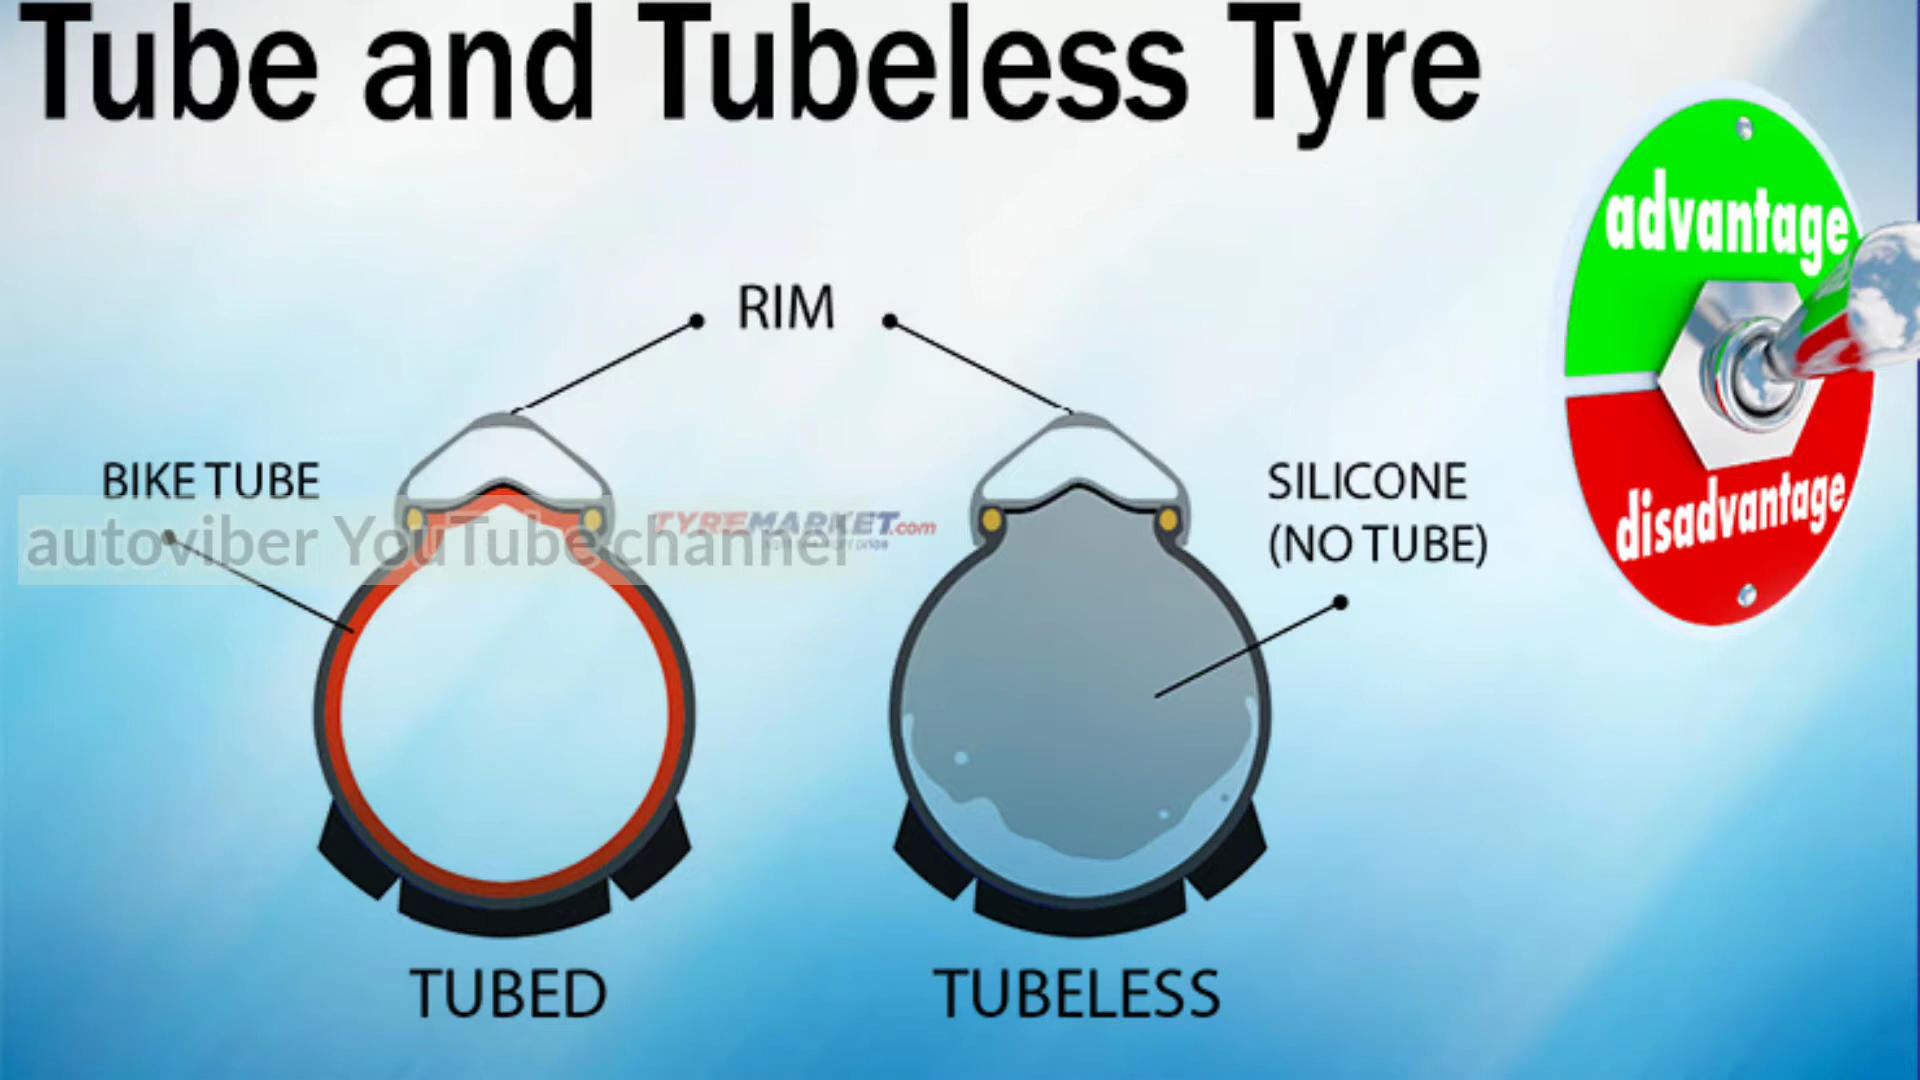 Tube and Tubeless Tyre
advantage
disadvantage
RIM
BIKE TUBE
SILICONE
(NO TUBE)
autoviber YouTube channel
TYREMARKET.com
TUBED
TUBELESS